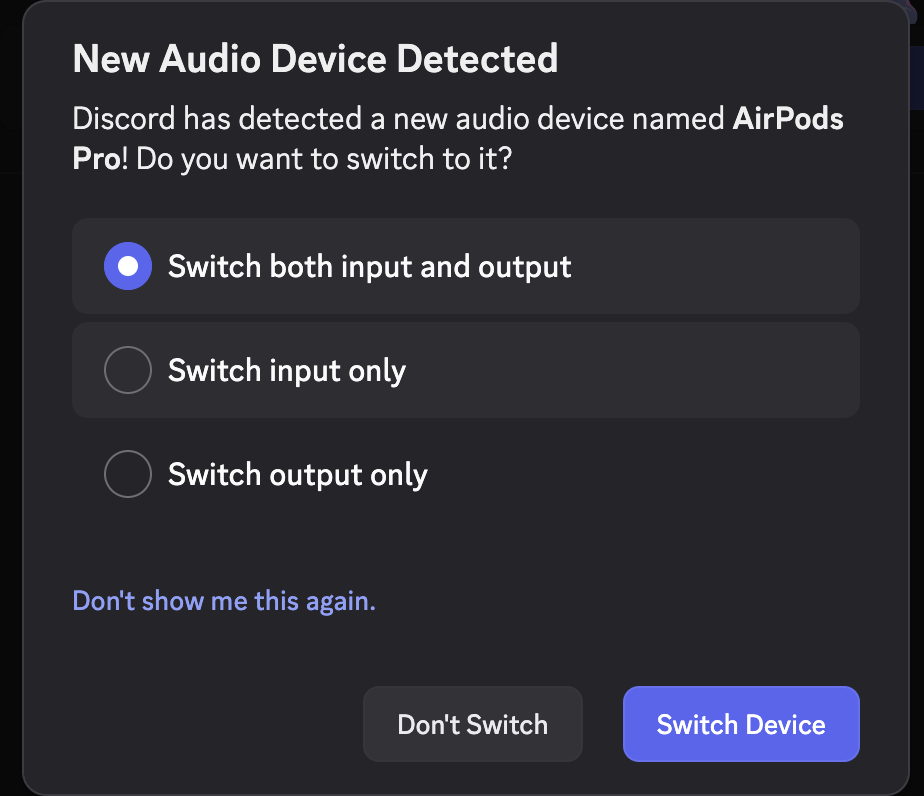 New Audio Device Detected
Discord has detected a new audio device named AirPods
Pro! Do you want to switch to it?
Switch both input and output
Switch input only
Switch output only
Don't show me this again.
Don't Switch
Switch Device